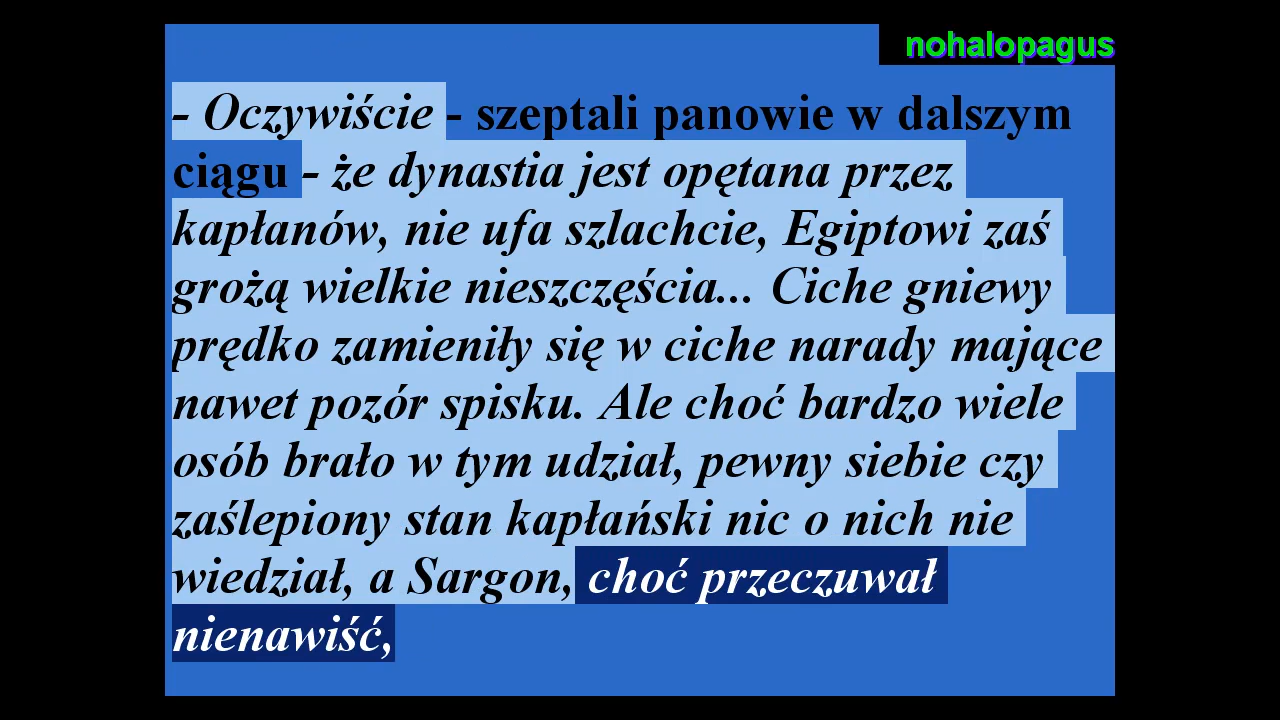 nohalopagus
- Oczywiście - szeptali panowie w dalszym
ciągu - że dynastia jest opętana przez
kapłanów, nie ufa szlachcie, Egiptowi zaś
grożą wielkie nieszczęścia... Ciche gniewy
prędko zamieniły się w ciche narady mające
nawet pozór spisku. Ale choć bardzo wiele
osób brało w tym udział, pewny siebie czy
zaślepiony stan kapłański nic o nich nie
wiedział, a Sargon, choć przeczuwał
nienawiść,